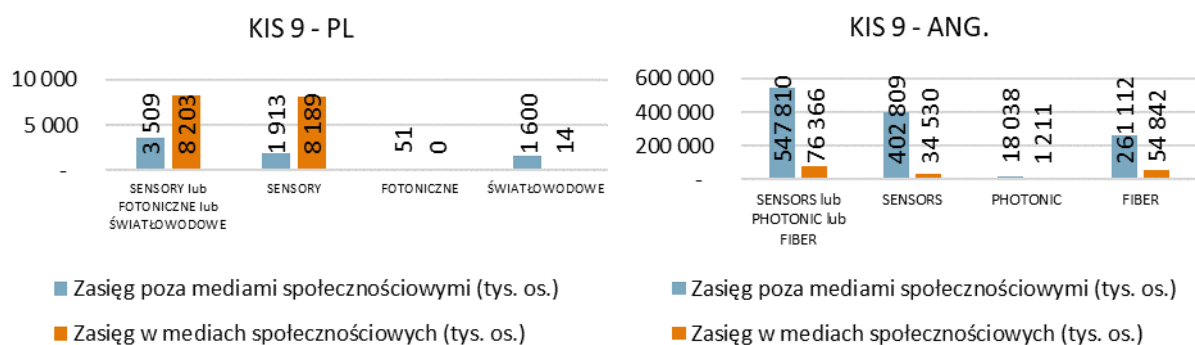 KIS 9 - PL
10 000
5 000
-
3 509
8 203
1 913
8 189
51
0
1 600
14
SENSORY lub
FOTONICZNE lub
ŚWIATŁOWODOWE
SENSORY
FOTONICZNE
ŚWIATŁOWODOWE
Zasięg poza mediami społecznościowymi (tys. os.)
Zasięg w mediach społecznościowych (tys. os.)
KIS 9 - ANG.
600 000
400 000
200 000
-
547 810
76 366
402 809
34 530
18 038
1 211
261 112
54 842
SENSORS lub
PHOTONIC lub
FIBER
SENSORS
PHOTONIC
FIBER
Zasięg poza mediami społecznościowymi (tys. os.)
Zasięg w mediach społecznościowych (tys. os.)